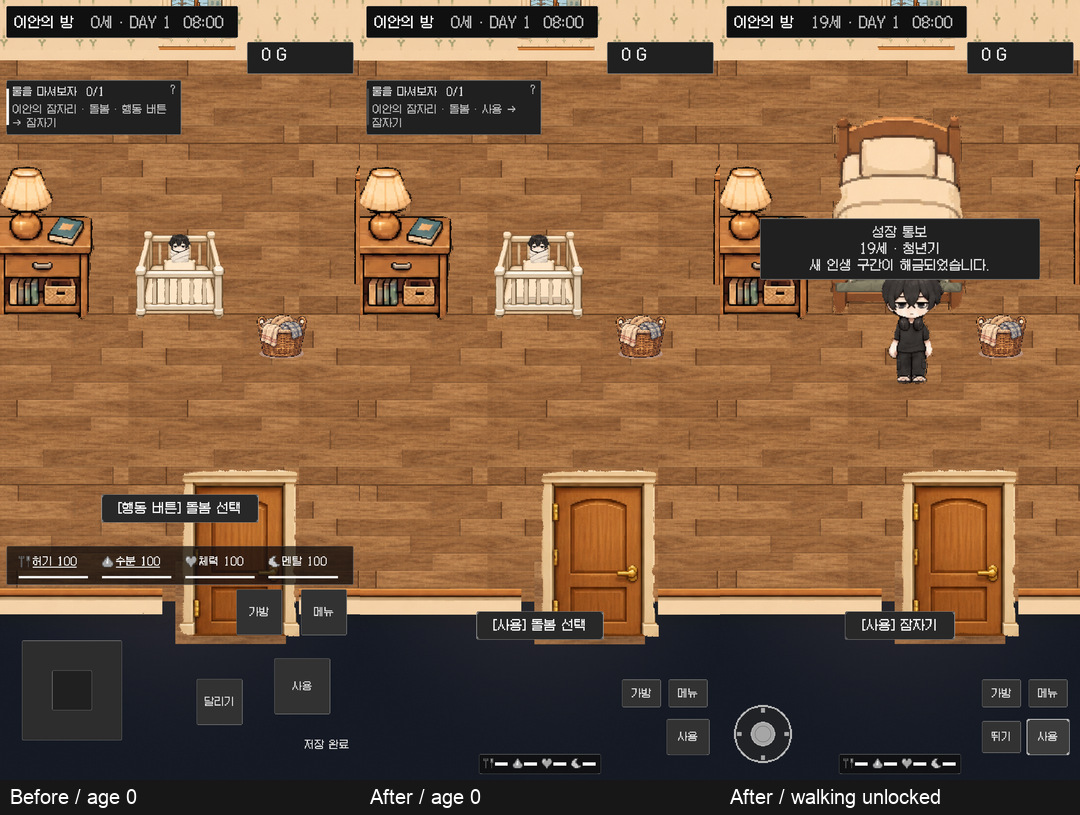 이안의 방 0세 · DAY 1 08:00
0 G
물을 마셔보자 0/1 ?
이안의 잠자리 · 돌봄 · 행동 버튼
→ 잠자기
[행동 버튼] 돌봄 선택
허기 100 수분 100 체력 100 멘탈 100
가방 메뉴
달리기 사용
저장 완료
Before / age 0
이안의 방 0세 · DAY 1 08:00
0 G
물을 마셔보자 0/1 ?
이안의 잠자리 · 돌봄 · 사용 →
잠자기
[사용] 돌봄 선택
가방 메뉴
사용
After / age 0
이안의 방 19세 · DAY 1 08:00
0 G
성장 통보
19세 · 청년기
새 인생 구간이 해금되었습니다.
[사용] 잠자기
가방 메뉴
뛰기 사용
After / walking unlocked